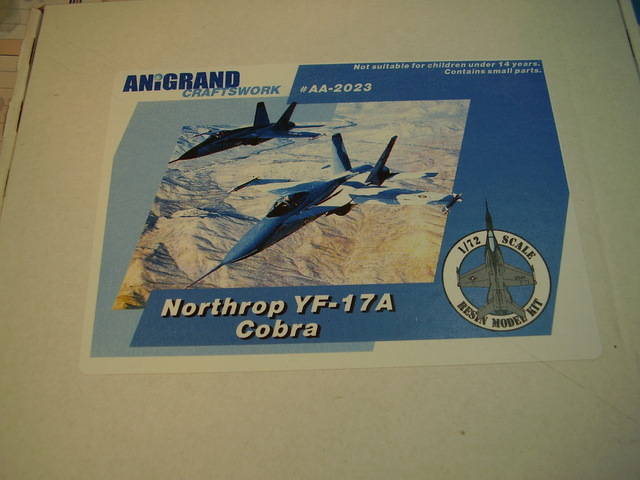 Not suitable for children under 14 years.
Contains small parts.
ANiGRAND
CRAFTSWORK
#AA-2023
1/72 SCALE
RESIN MODEL KIT
Northrop YF-17A
Cobra